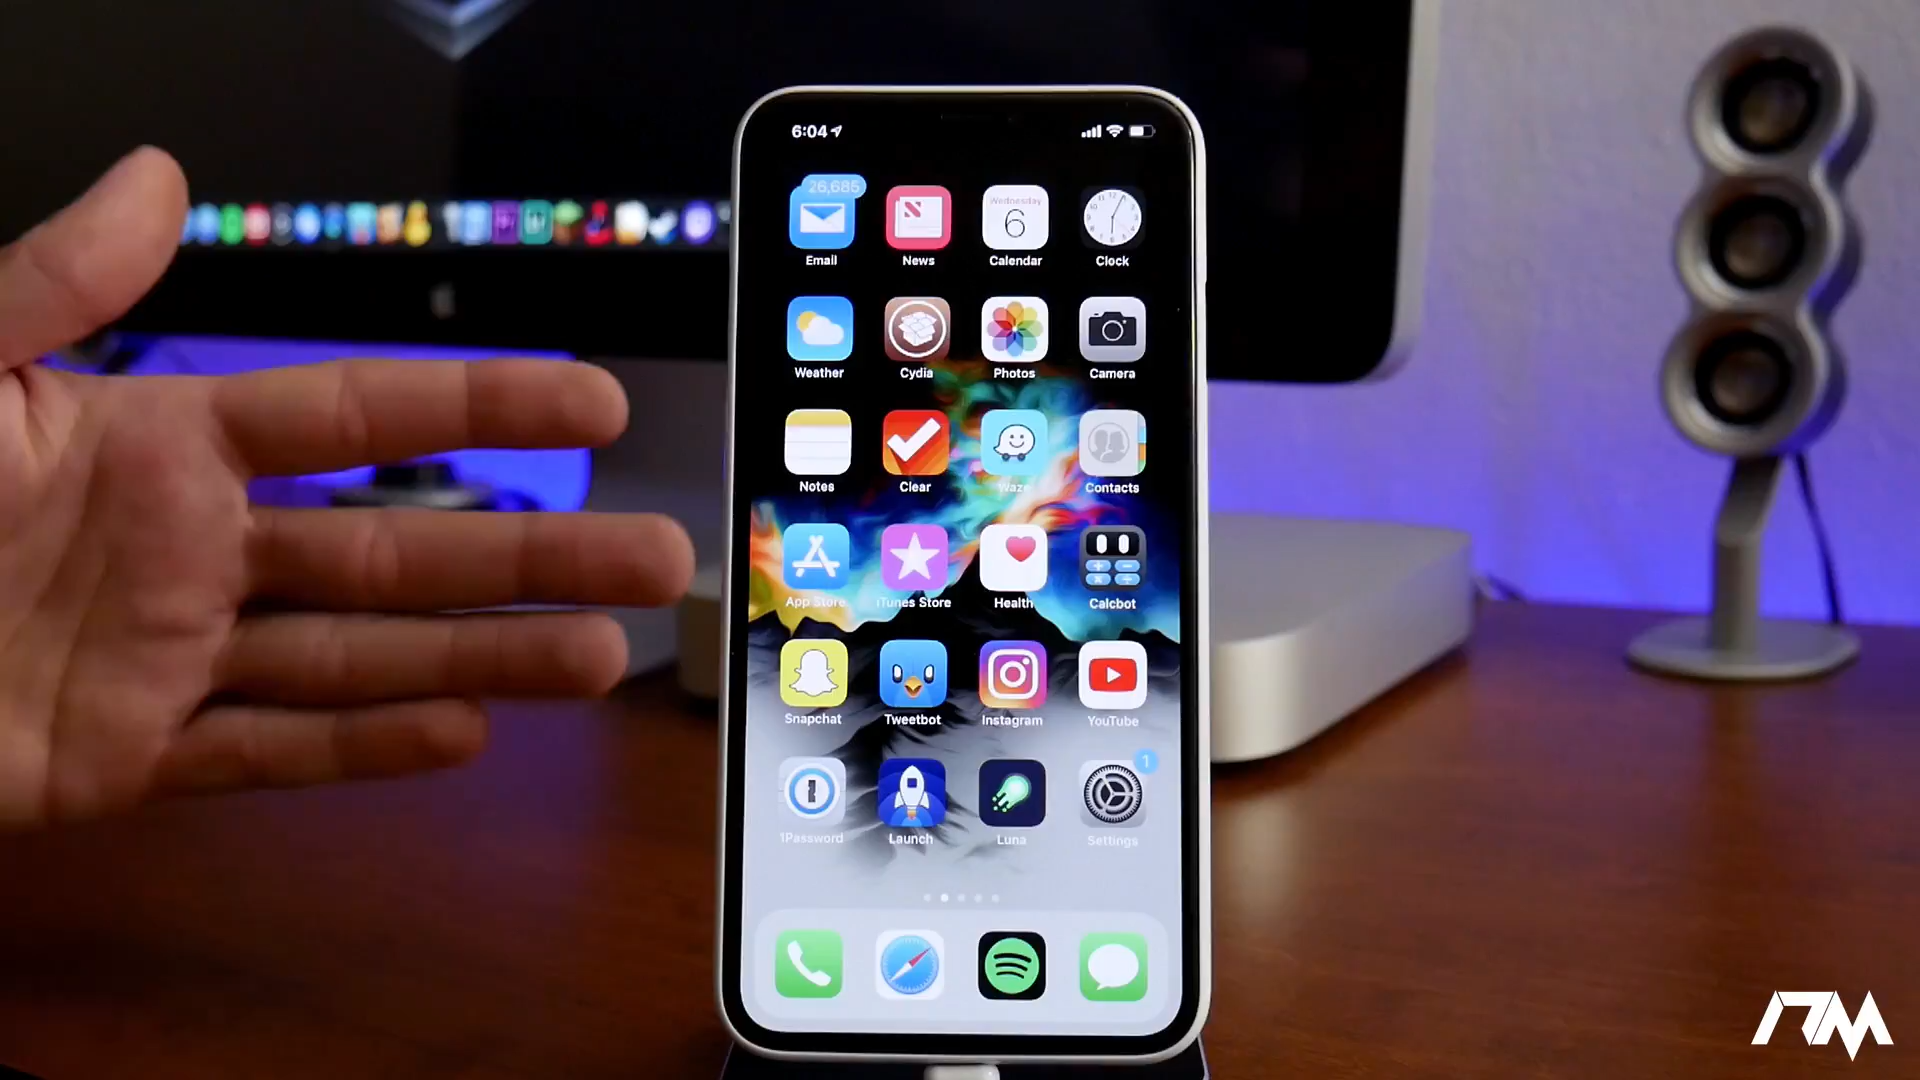 6:04
26,685
Email News Wednesday 6 Calendar Clock
Weather Cydia Photos Camera
Notes Clear Waze Contacts
App Store iTunes Store Health Calcbot
Snapchat Tweetbot Instagram YouTube
1
1Password Launch Luna Settings